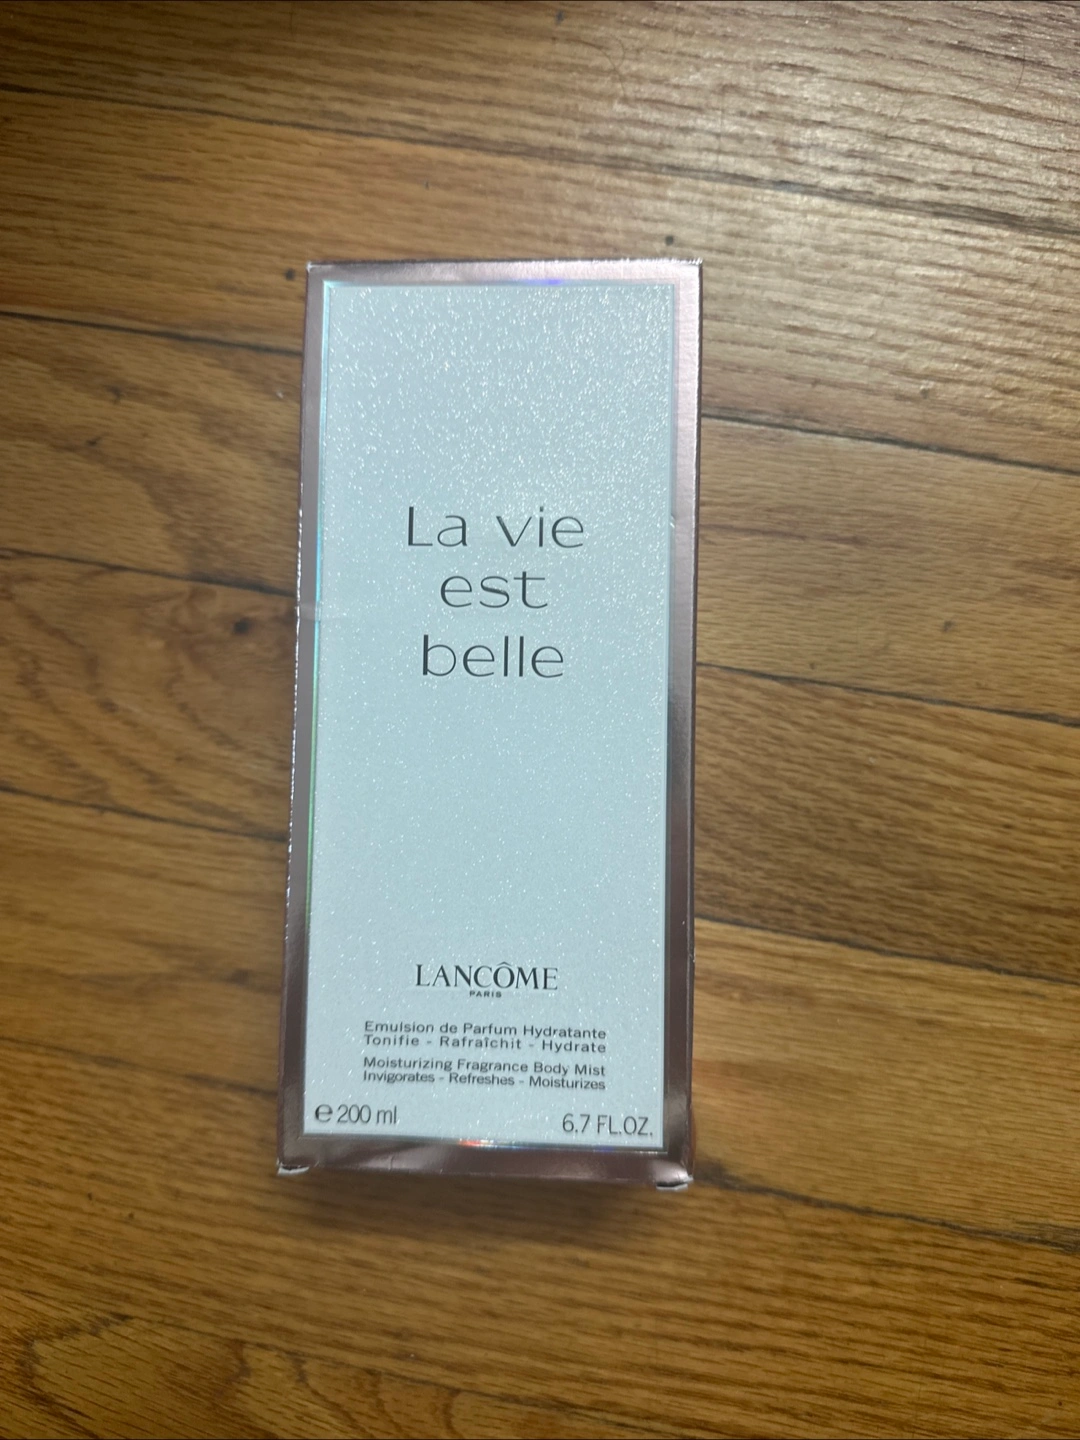 La vie
est
belle
LANCÔME
PARIS
Emulsion de Parfum Hydratante
Tonifie - Rafraîchit - Hydrate
Moisturizing Fragrance Body Mist
Invigorates - Refreshes - Moisturizes
℮ 200 ml 6.7 FL.OZ.